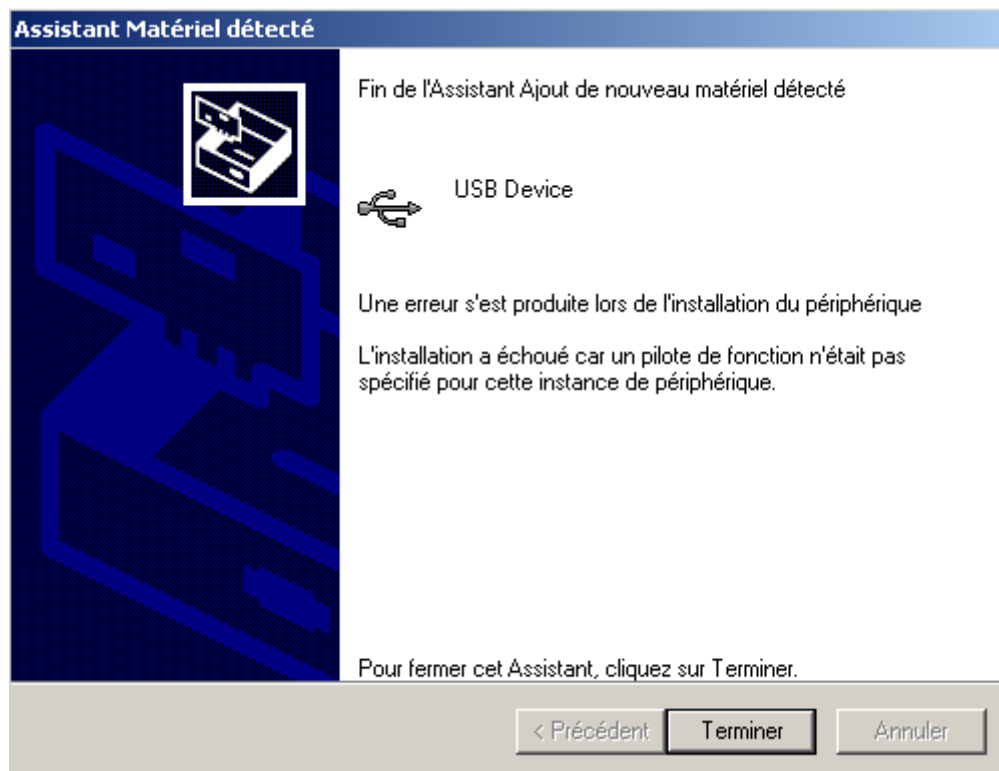 Assistant Matériel détecté
Fin de l'Assistant Ajout de nouveau matériel détecté
USB Device
Une erreur s'est produite lors de l'installation du périphérique
L'installation a échoué car un pilote de fonction n'était pas
spécifié pour cette instance de périphérique.
Pour fermer cet Assistant, cliquez sur Terminer.
< Précédent
Terminer
Annuler